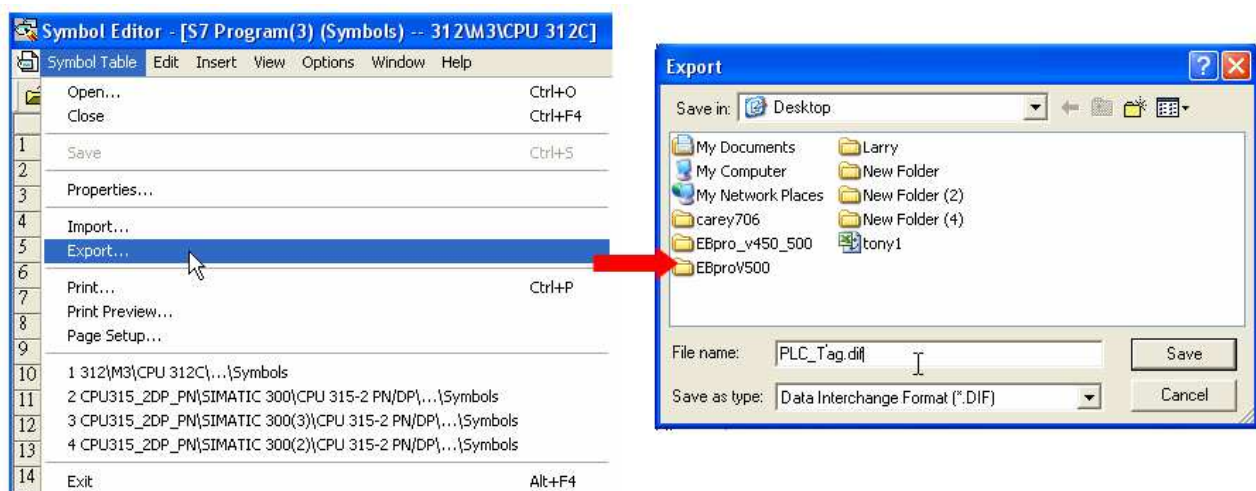 Symbol Editor - [S7 Program(3) (Symbols) -- 312\M3\CPU 312C]
Symbol Table Edit Insert View Options Window Help
Open... Ctrl+O
Close Ctrl+F4
1
Save Ctrl+S
2
Properties...
3
4
Import...
5
Export...
6
Print... Ctrl+P
7
Print Preview...
8
Page Setup...
9
10 1 312\M3\CPU 312C\...\Symbols
11 2 CPU315_2DP_PN\SIMATIC 300\CPU 315-2 PN/DP\...\Symbols
12 3 CPU315_2DP_PN\SIMATIC 300(3)\CPU 315-2 PN/DP\...\Symbols
13 4 CPU315_2DP_PN\SIMATIC 300(2)\CPU 315-2 PN/DP\...\Symbols
14 Exit Alt+F4
Export
Save in: Desktop
My Documents
My Computer
My Network Places
carey706
EBpro_v450_500
EBproV500
Larry
New Folder
New Folder (2)
New Folder (4)
tony1
File name: PLC_Tag.dif Save
Save as type: Data Interchange Format (*.DIF) Cancel